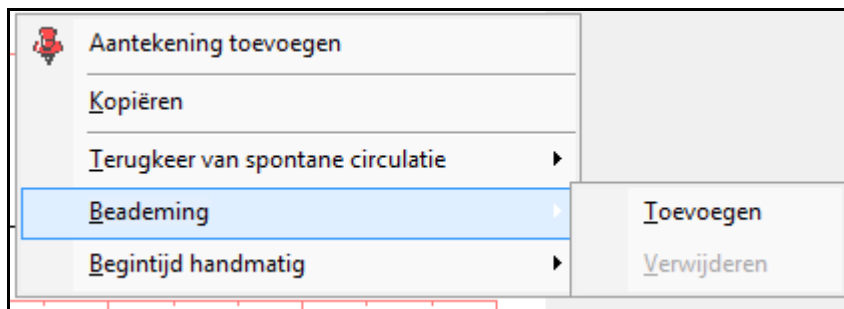 Aantekening toevoegen
Kopiëren
Terugkeer van spontane circulatie
Beademing
Toevoegen
Begintijd handmatig
Verwijderen